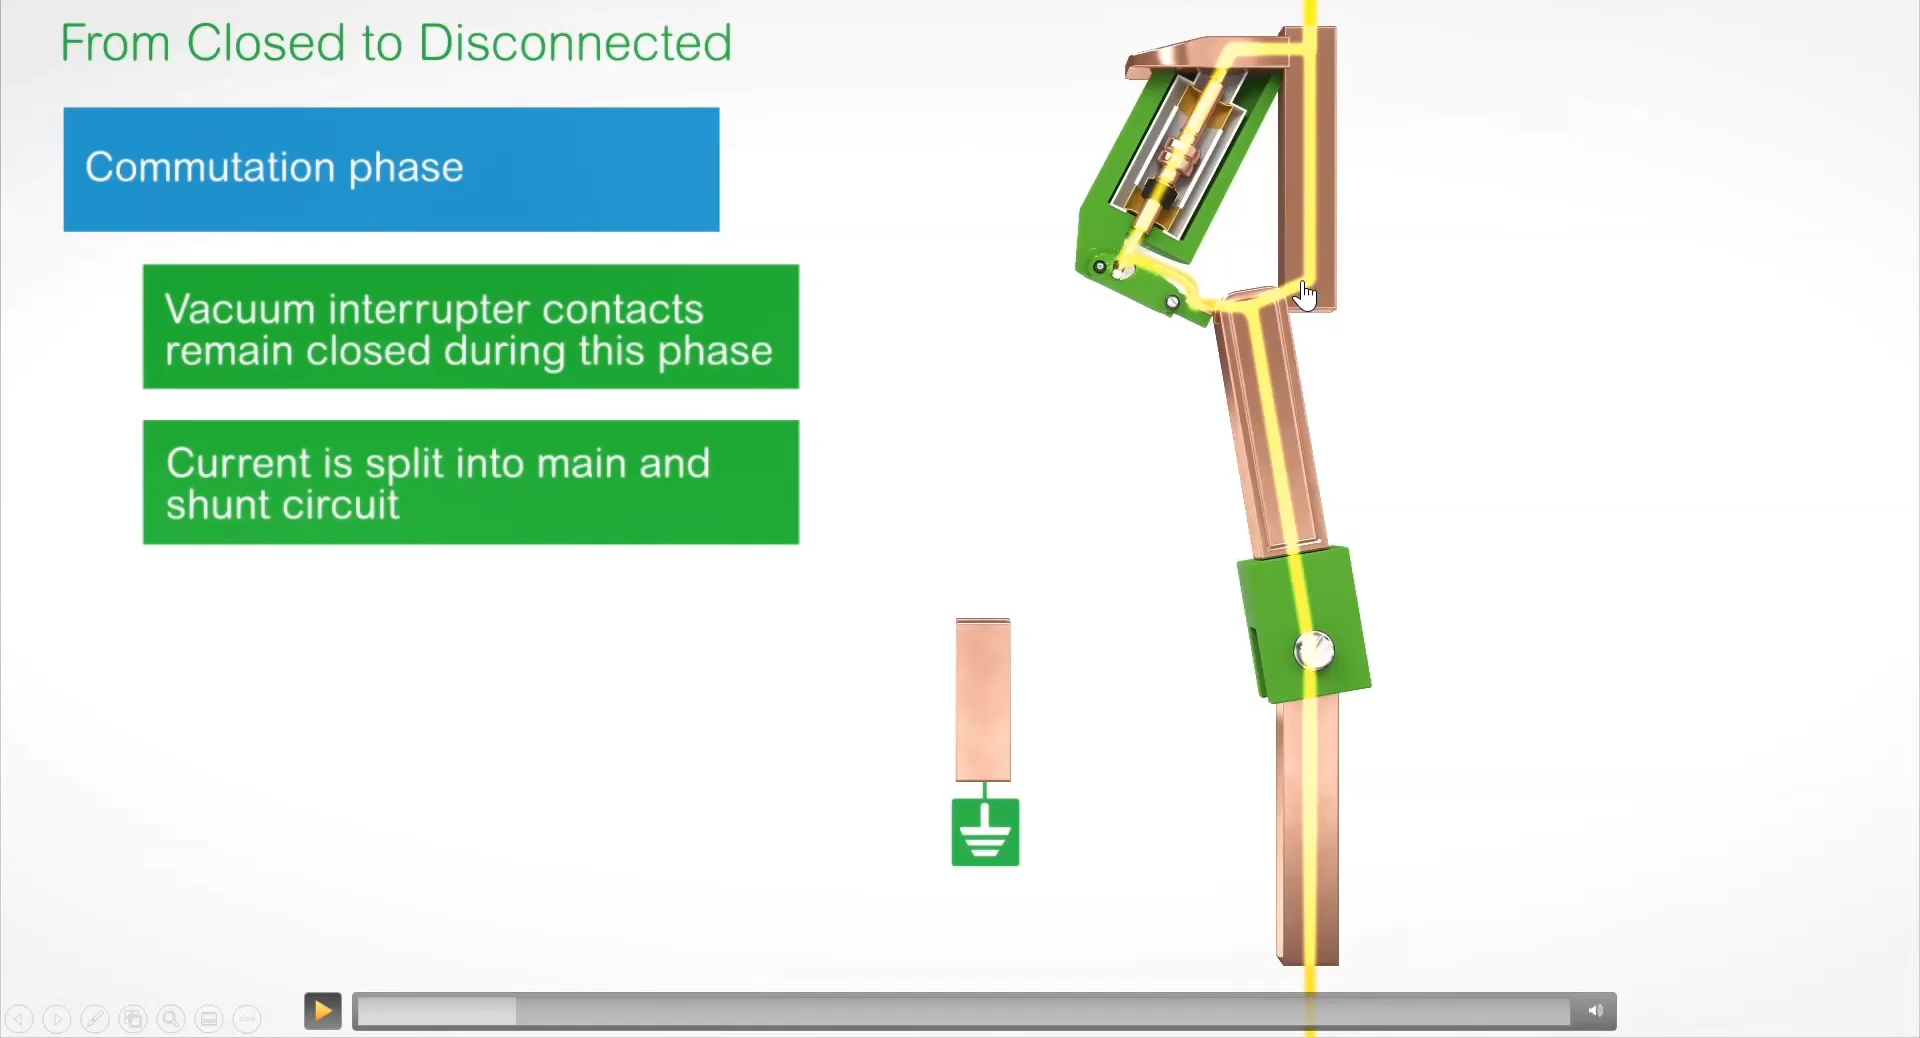 From Closed to Disconnected
Commutation phase
Vacuum interrupter contacts
remain closed during this phase
Current is split into main and
shunt circuit